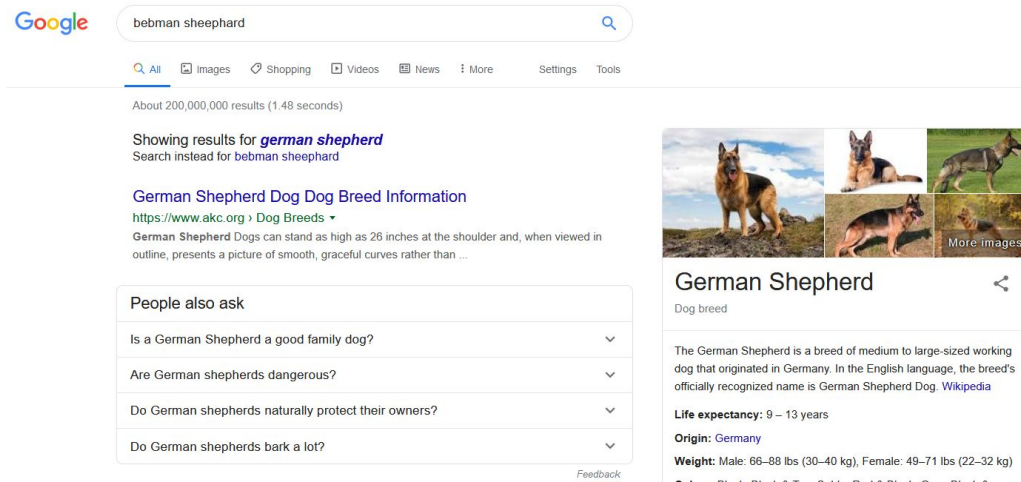 Google
bebman sheephard
All Images Shopping Videos News More Settings Tools
About 200,000,000 results (1.48 seconds)
Showing results for german shepherd
Search instead for bebman sheephard
German Shepherd Dog Dog Breed Information
https://www.akc.org › Dog Breeds
German Shepherd Dogs can stand as high as 26 inches at the shoulder and, when viewed in
outline, presents a picture of smooth, graceful curves rather than ...
People also ask
Is a German Shepherd a good family dog?
Are German shepherds dangerous?
Do German shepherds naturally protect their owners?
Do German shepherds bark a lot?
Feedback
More images
German Shepherd
Dog breed
The German Shepherd is a breed of medium to large-sized working
dog that originated in Germany. In the English language, the breed's
officially recognized name is German Shepherd Dog. Wikipedia
Life expectancy: 9 – 13 years
Origin: Germany
Weight: Male: 66–88 lbs (30–40 kg), Female: 49–71 lbs (22–32 kg)